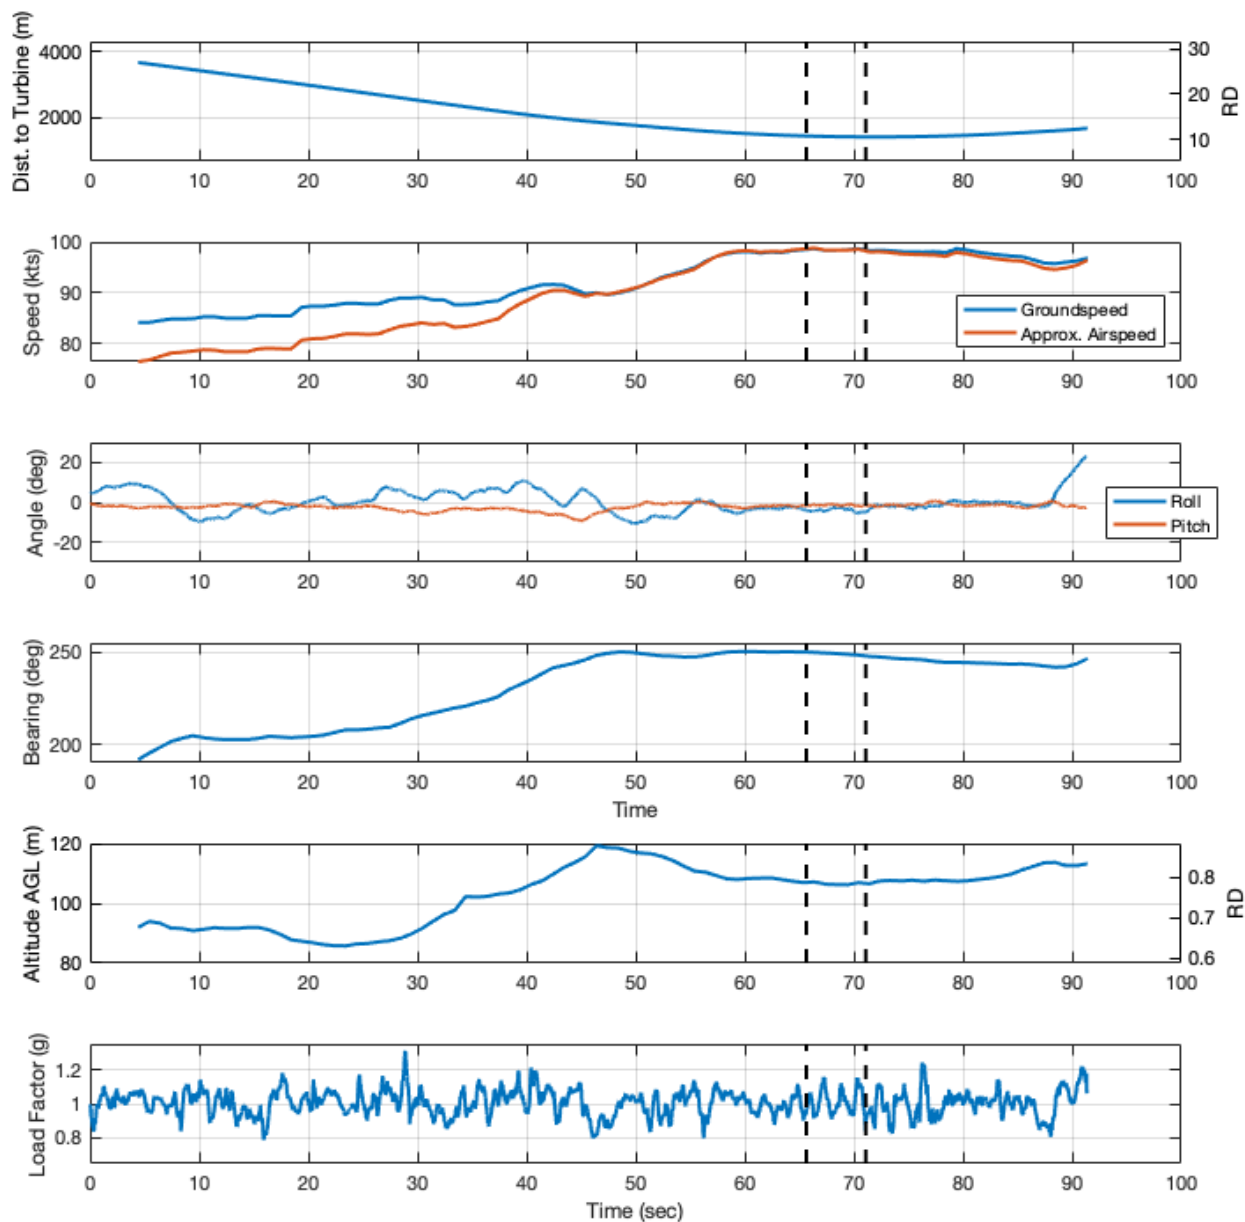 Dist. to Turbine (m)
4000
2000
30
20
10
RD
0 10 20 30 40 50 60 70 80 90 100
Speed (kts)
100
90
80
Groundspeed
Approx. Airspeed
0 10 20 30 40 50 60 70 80 90 100
Angle (deg)
20
0
-20
Roll
Pitch
0 10 20 30 40 50 60 70 80 90 100
Bearing (deg)
250
200
0 10 20 30 40 50 60 70 80 90 100
Time
Altitude AGL (m)
120
100
80
0.8
0.7
0.6
RD
0 10 20 30 40 50 60 70 80 90 100
Load Factor (g)
1.2
1
0.8
0 10 20 30 40 50 60 70 80 90 100
Time (sec)